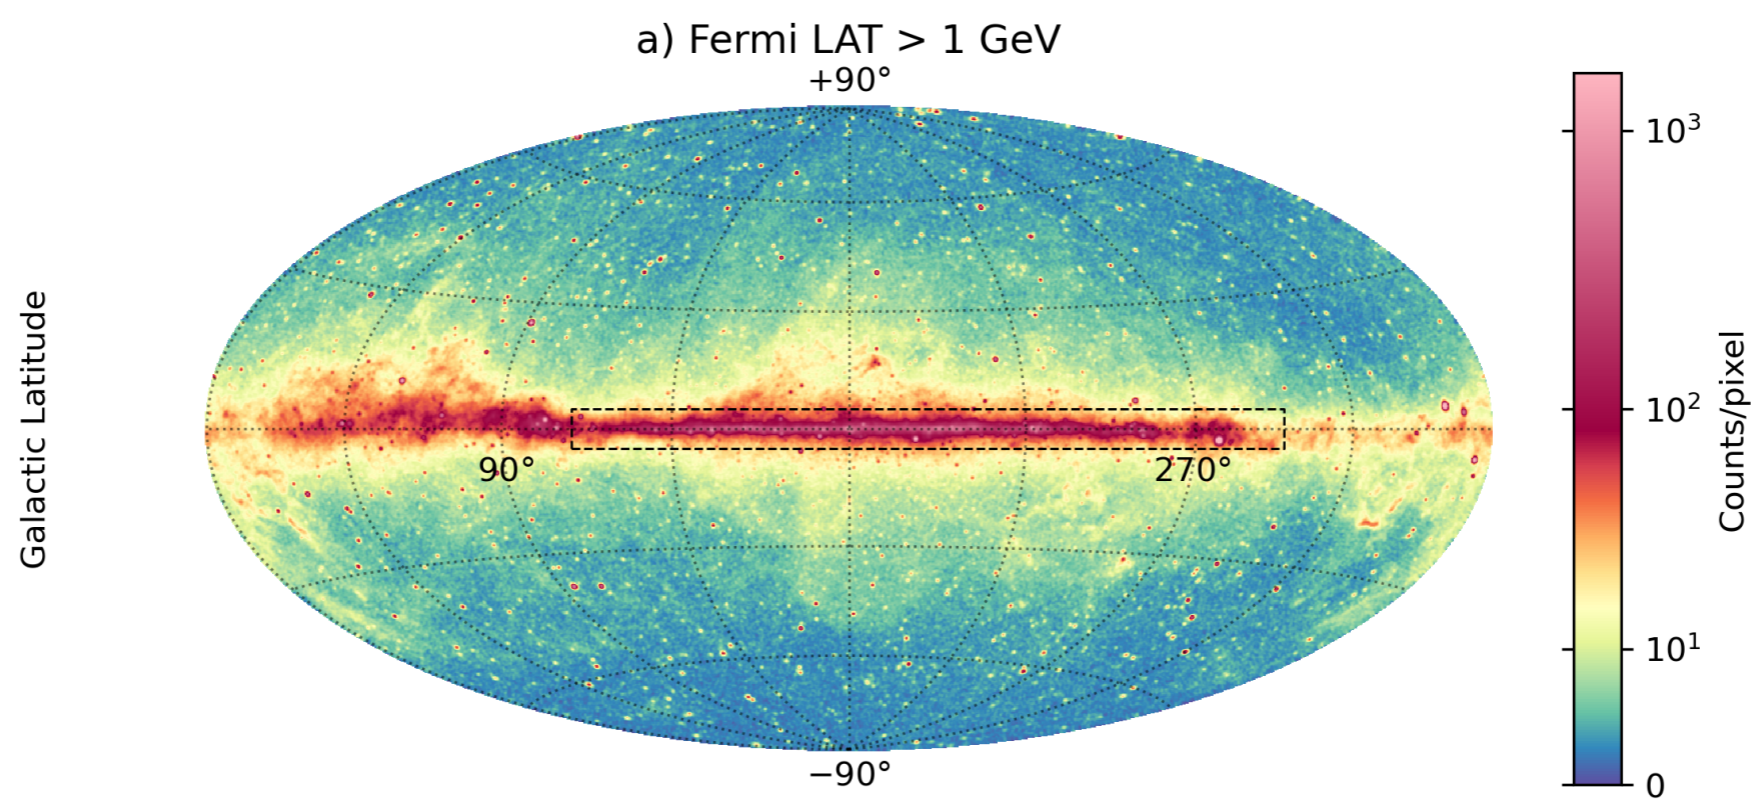 a) Fermi LAT > 1 GeV
+90°
10³
Galactic Latitude
10²
Counts/pixel
90°
270°
10¹
−90°
0